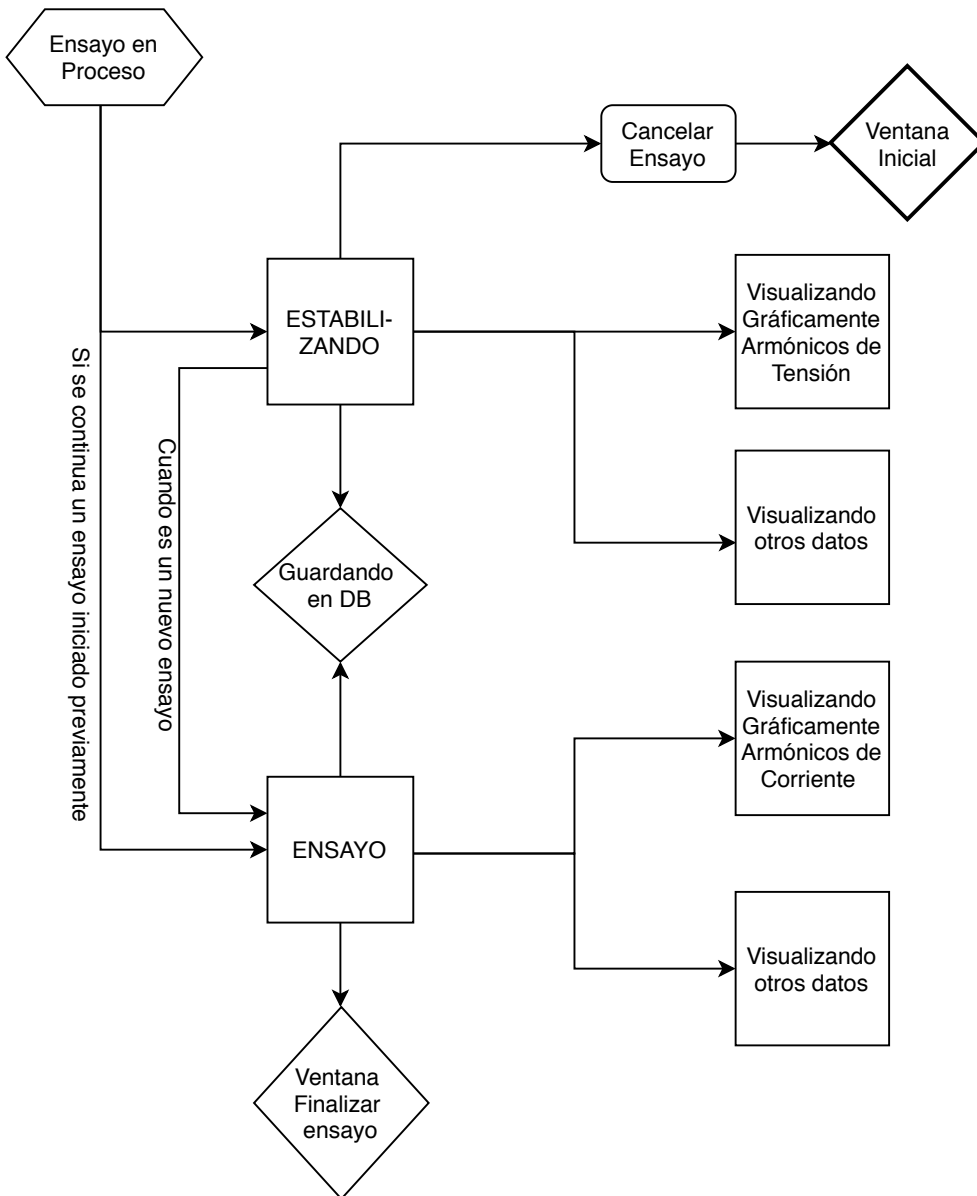 Ensayo en
Proceso
Cancelar
Ensayo
Ventana
Inicial
ESTABILI-
ZANDO
Visualizando
Gráficamente
Armónicos de
Tensión
Si se continua un ensayo iniciado previamente
Cuando es un nuevo ensayo
Visualizando
otros datos
Guardando
en DB
Visualizando
Gráficamente
Armónicos de
Corriente
ENSAYO
Visualizando
otros datos
Ventana
Finalizar
ensayo